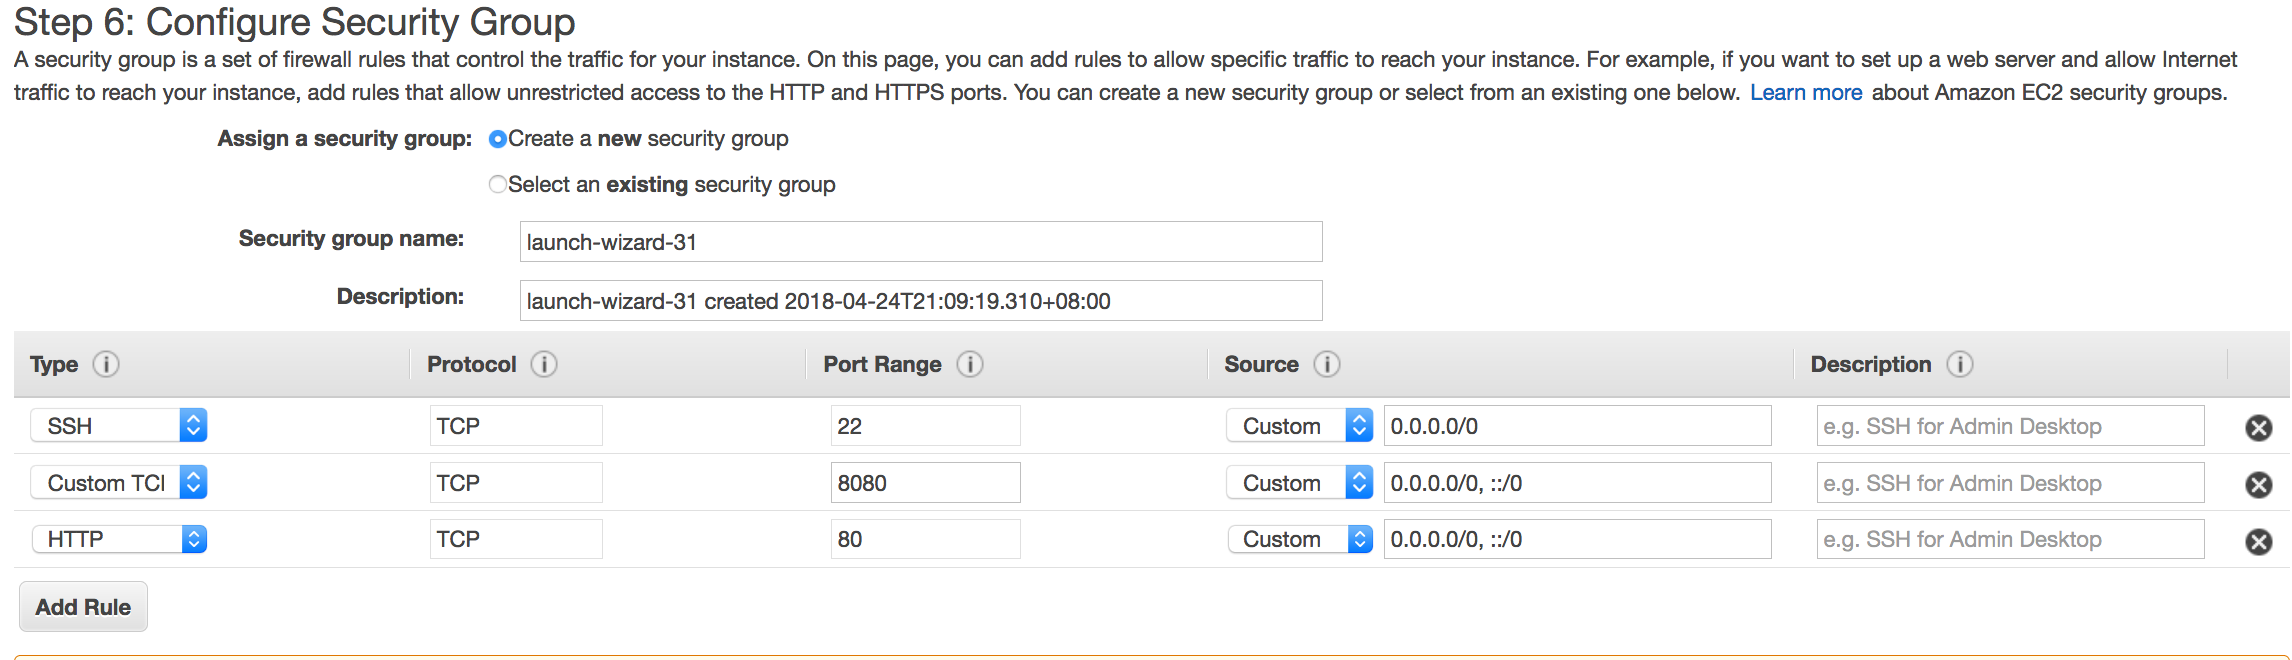 Step 6: Configure Security Group
A security group is a set of firewall rules that control the traffic for your instance. On this page, you can add rules to allow specific traffic to reach your instance. For example, if you want to set up a web server and allow Internet
traffic to reach your instance, add rules that allow unrestricted access to the HTTP and HTTPS ports. You can create a new security group or select from an existing one below. Learn more about Amazon EC2 security groups.
Assign a security group: Create a new security group
Select an existing security group
Security group name: launch-wizard-31
Description: launch-wizard-31 created 2018-04-24T21:09:19.310+08:00
Type i Protocol i Port Range i Source i Description i
SSH TCP 22 Custom 0.0.0.0/0 e.g. SSH for Admin Desktop
Custom TCI TCP 8080 Custom 0.0.0.0/0, ::/0 e.g. SSH for Admin Desktop
HTTP TCP 80 Custom 0.0.0.0/0, ::/0 e.g. SSH for Admin Desktop
Add Rule